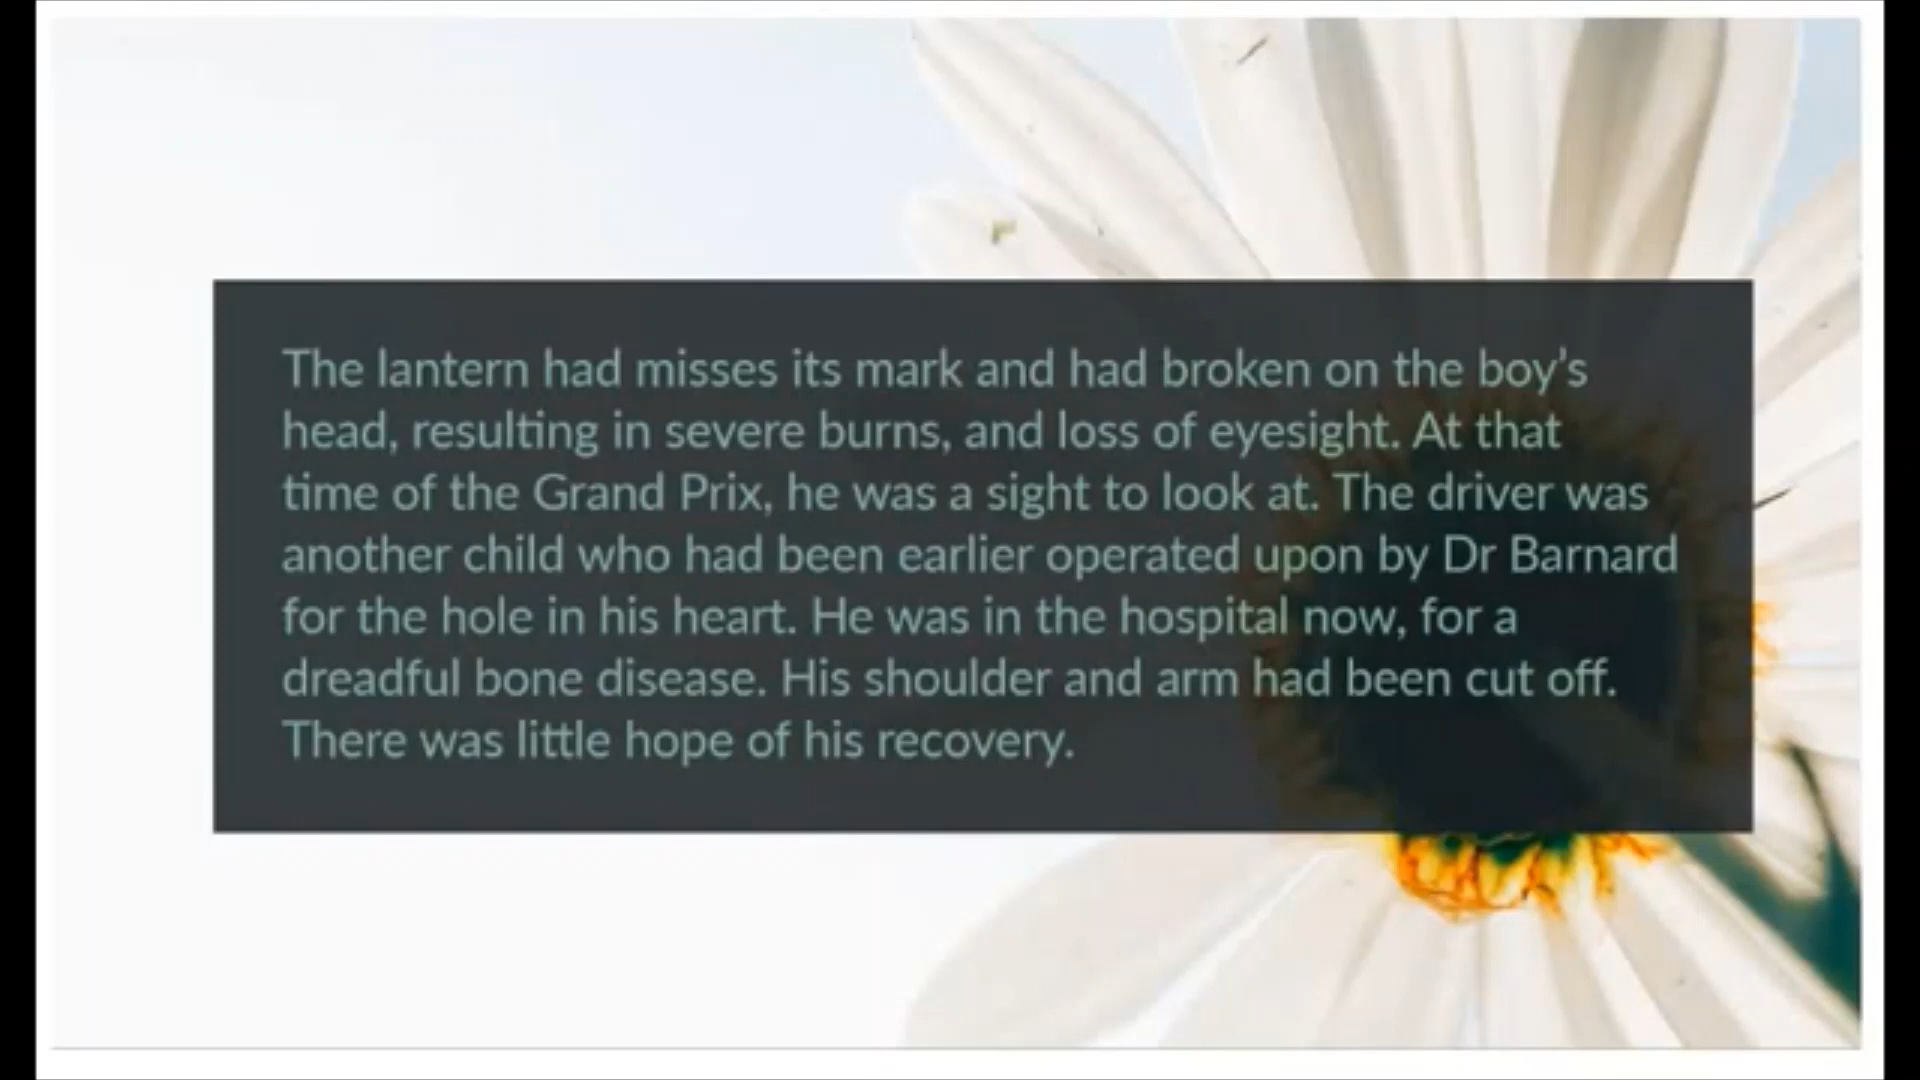 The lantern had misses its mark and had broken on the boy’s
head, resulting in severe burns, and loss of eyesight. At that
time of the Grand Prix, he was a sight to look at. The driver was
another child who had been earlier operated upon by Dr Barnard
for the hole in his heart. He was in the hospital now, for a
dreadful bone disease. His shoulder and arm had been cut off.
There was little hope of his recovery.